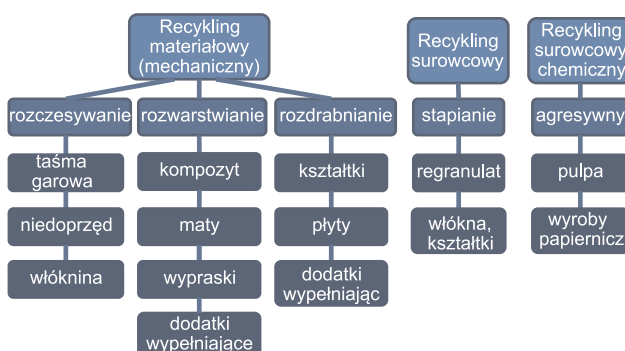 Recykling
materiałowy
(mechaniczny)
Recykling
surowcowy
Recykling
surowcowy
chemiczny
rozczesywanie
rozwarstwianie
rozdrabnianie
stapianie
agresywny
taśma
garowa
kompozyt
kształtki
regranulat
pulpa
niedoprzęd
maty
płyty
włókna,
kształtki
wyroby
papiernicz
włóknina
wypraski
dodatki
wypełniając
dodatki
wypełniające